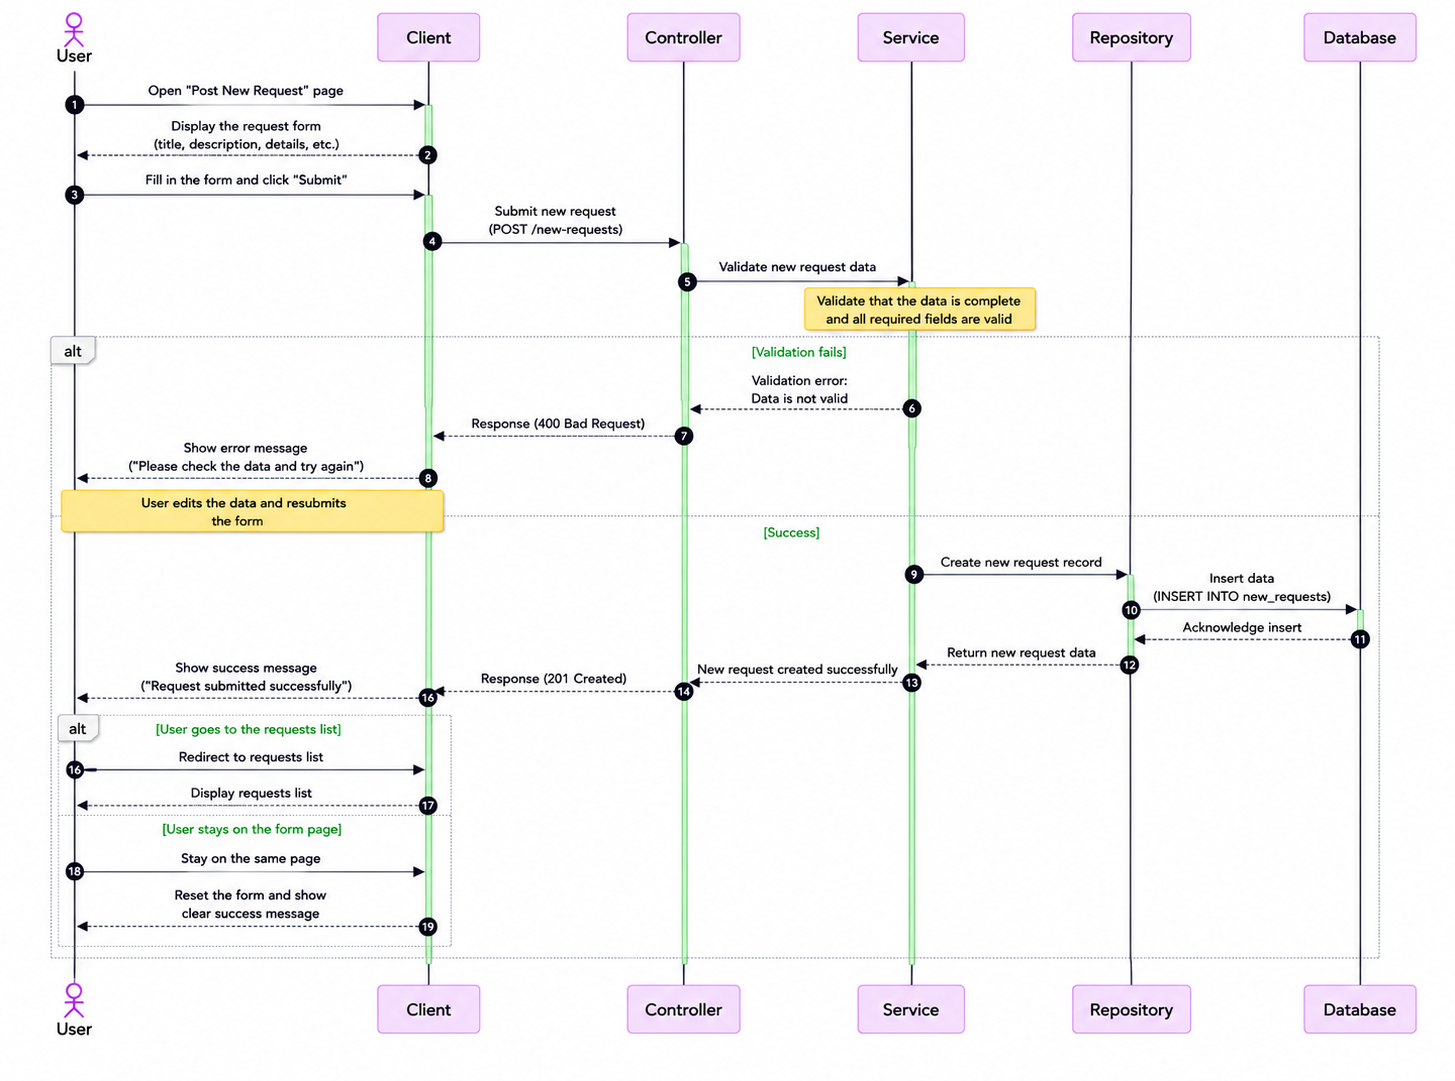 User
Client
Controller
Service
Repository
Database
Open "Post New Request" page
1
Display the request form
(title, description, details, etc.)
2
Fill in the form and click "Submit"
3
Submit new request
(POST /new-requests)
4
Validate new request data
5
Validate that the data is complete
and all required fields are valid
alt
[Validation fails]
Validation error:
Data is not valid
6
Response (400 Bad Request)
7
Show error message
("Please check the data and try again")
8
User edits the data and resubmits
the form
[Success]
Create new request record
9
Insert data
(INSERT INTO new_requests)
10
Acknowledge insert
11
Return new request data
12
New request created successfully
13
Response (201 Created)
14
Show success message
("Request submitted successfully")
16
alt
[User goes to the requests list]
Redirect to requests list
16
Display requests list
17
[User stays on the form page]
Stay on the same page
18
Reset the form and show
clear success message
19
User
Client
Controller
Service
Repository
Database